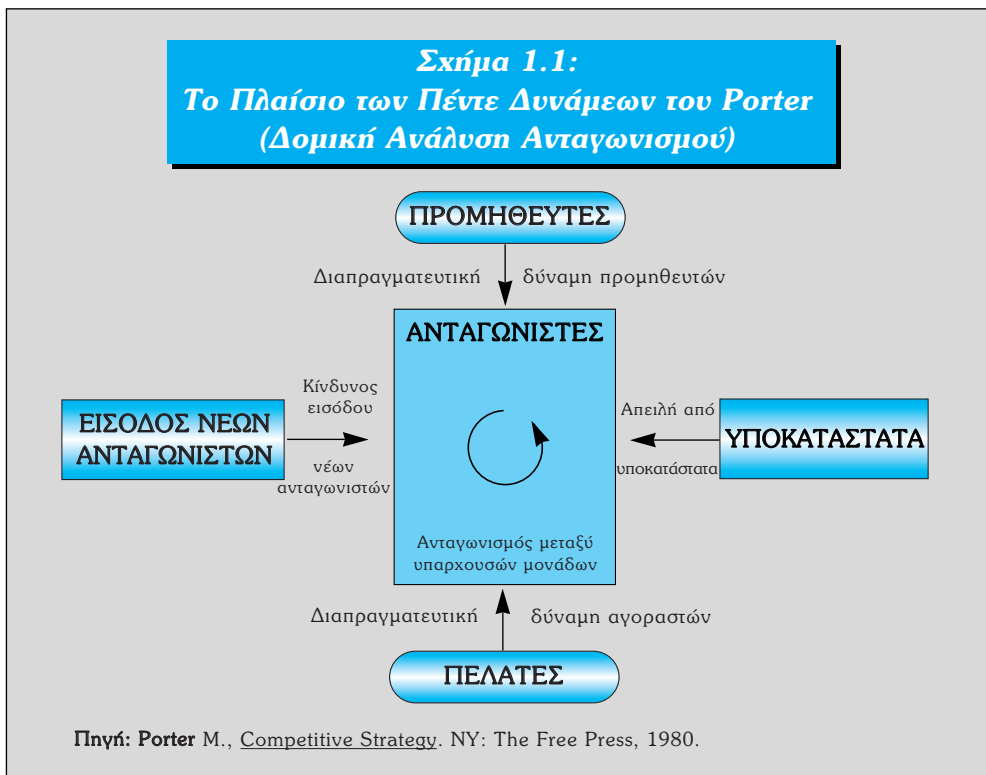 Σχήμα 1.1:
Το Πλαίσιο των Πέντε Δυνάμεων του Porter
(Δομική Ανάλυση Ανταγωνισμού)
ΠΡΟΜΗΘΕΥΤΕΣ
Διαπραγματευτική δύναμη προμηθευτών
ΑΝΤΑΓΩΝΙΣΤΕΣ
Κίνδυνος
εισόδου
ΕΙΣΟΔΟΣ ΝΕΩΝ
ΑΝΤΑΓΩΝΙΣΤΩΝ
νέων
ανταγωνιστών
Απειλή από
υποκατάστατα
ΥΠΟΚΑΤΑΣΤΑΤΑ
Ανταγωνισμός μεταξύ
υπαρχουσών μονάδων
Διαπραγματευτική δύναμη αγοραστών
ΠΕΛΑΤΕΣ
Πηγή: Porter M., Competitive Strategy. NY: The Free Press, 1980.